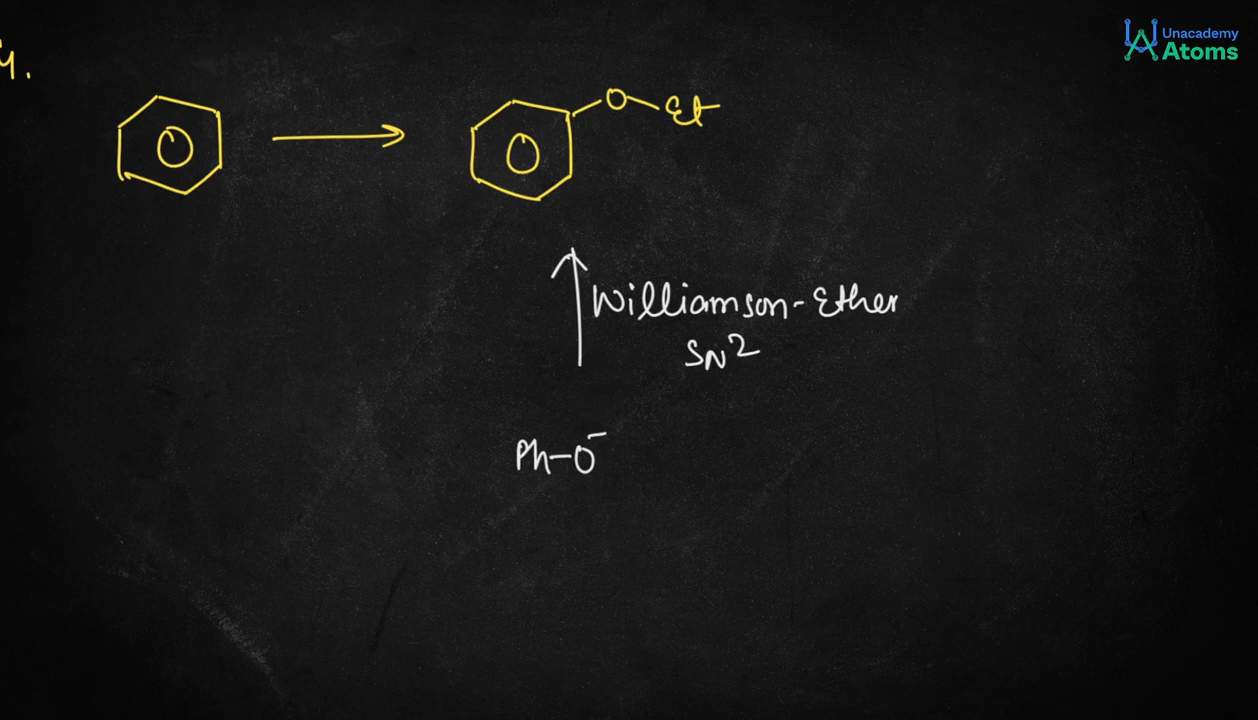 4.
Unacademy
Atoms
O-Et
Williamson-Ether
SN2
Ph-O⁻